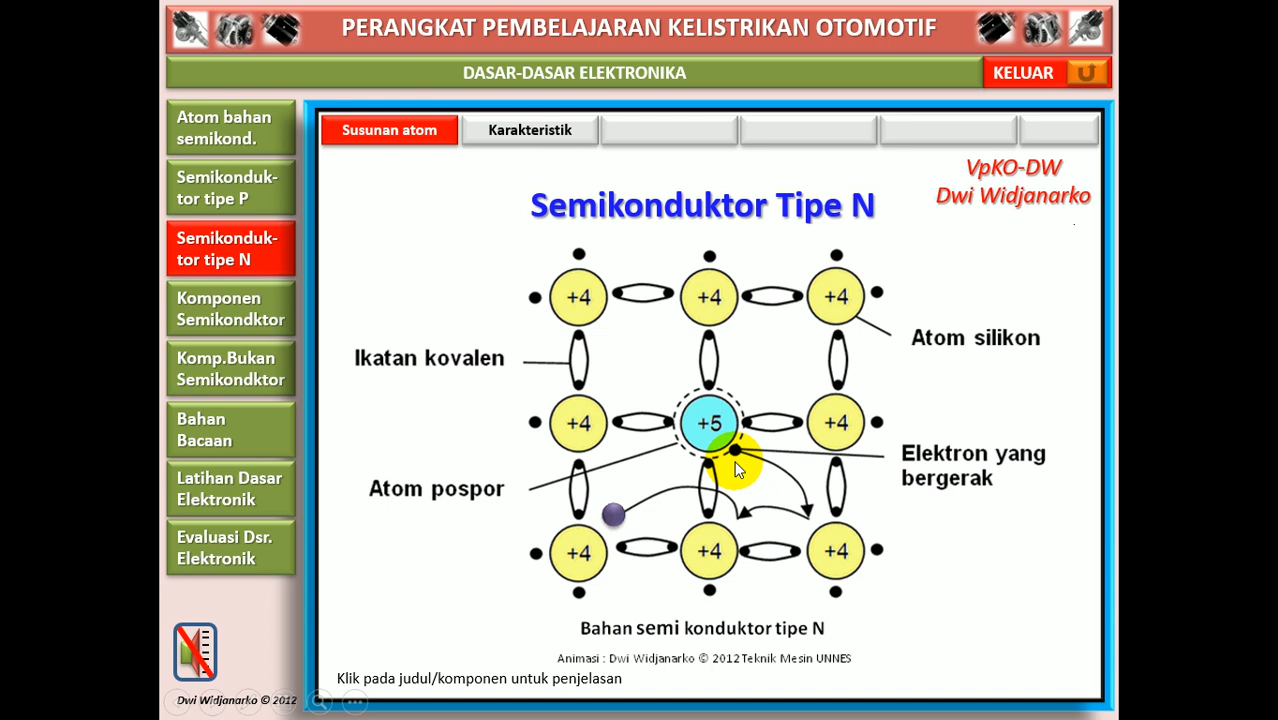 PERANGKAT PEMBELAJARAN KELISTRIKAN OTOMOTIF
DASAR-DASAR ELEKTRONIKA
KELUAR
Atom bahan
semikond.
Semikonduk-
tor tipe P
Semikonduk-
tor tipe N
Komponen
Semikondktor
Komp.Bukan
Semikondktor
Bahan
Bacaan
Latihan Dasar
Elektronik
Evaluasi Dsr.
Elektronik
Dwi Widjanarko © 2012
Susunan atom
Karakteristik
VpKO-DW
Dwi Widjanarko
Semikonduktor Tipe N
+4 +4 +4
Atom silikon
Ikatan kovalen
+4 +5 +4
Elektron yang
bergerak
Atom pospor
+4 +4 +4
Bahan semi konduktor tipe N
Animasi : Dwi Widjanarko © 2012 Teknik Mesin UNNES
Klik pada judul/komponen untuk penjelasan